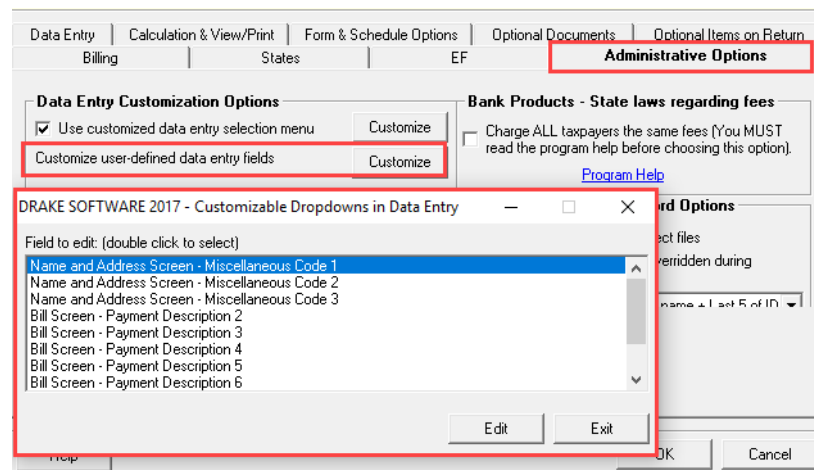 Data Entry
Calculation & View/Print
Form & Schedule Options
Optional Documents
Optional Items on Return
Billing
States
EF
Administrative Options
Data Entry Customization Options
Use customized data entry selection menu
Customize
Customize user-defined data entry fields
Customize
Bank Products - State laws regarding fees
Charge ALL taxpayers the same fees (You MUST
read the program help before choosing this option).
Program Help
DRAKE SOFTWARE 2017 - Customizable Dropdowns in Data Entry
Field to edit: (double click to select)
Name and Address Screen - Miscellaneous Code 1
Name and Address Screen - Miscellaneous Code 2
Name and Address Screen - Miscellaneous Code 3
Bill Screen - Payment Description 2
Bill Screen - Payment Description 3
Bill Screen - Payment Description 4
Bill Screen - Payment Description 5
Bill Screen - Payment Description 6
Edit
Exit
rd Options
ect files
verridden during
name + Last 5 of ID
Help
OK
Cancel